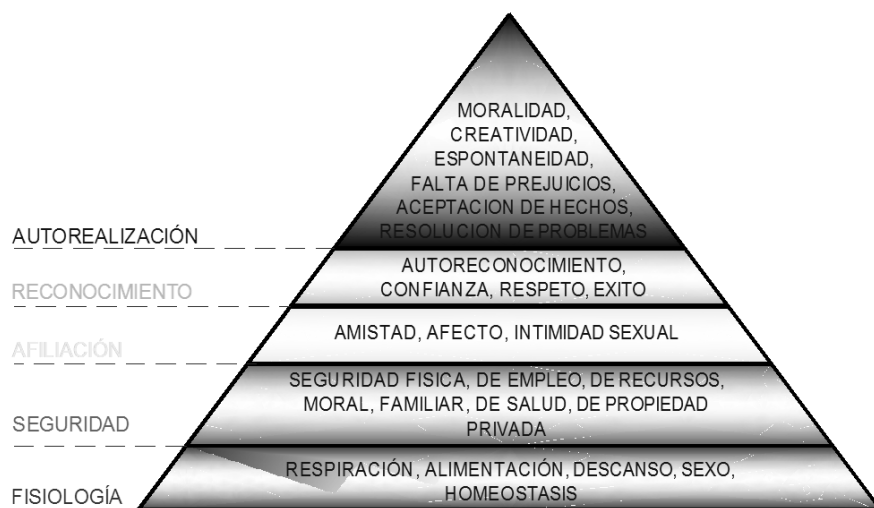 MORALIDAD,
CREATIVIDAD,
ESPONTANEIDAD,
FALTA DE PREJUICIOS,
ACEPTACION DE HECHOS,
RESOLUCION DE PROBLEMAS
AUTOREALIZACIÓN
AUTORECONOCIMIENTO,
CONFIANZA, RESPETO, EXITO
RECONOCIMIENTO
AMISTAD, AFECTO, INTIMIDAD SEXUAL
AFILIACIÓN
SEGURIDAD FISICA, DE EMPLEO, DE RECURSOS,
MORAL, FAMILIAR, DE SALUD, DE PROPIEDAD
PRIVADA
SEGURIDAD
RESPIRACIÓN, ALIMENTACIÓN, DESCANSO, SEXO,
HOMEOSTASIS
FISIOLOGÍA